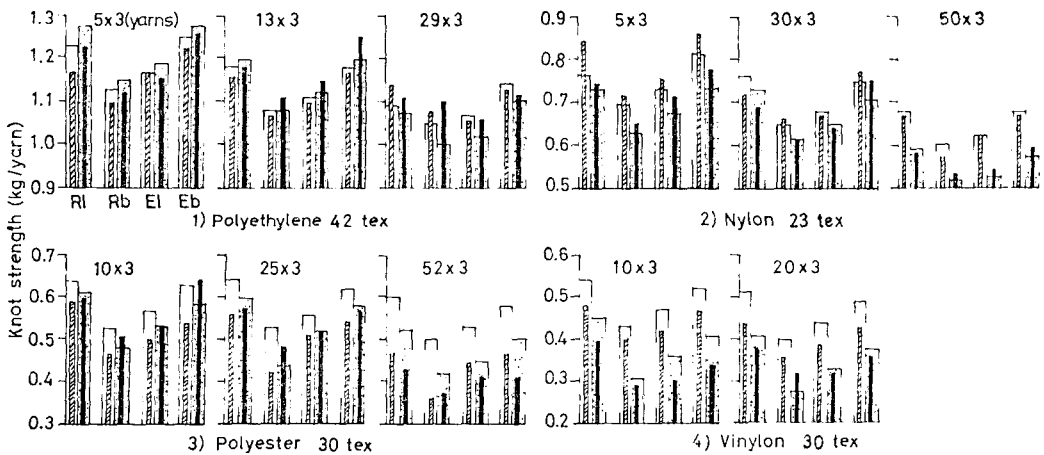 Knot strength (kg/yarn)
1.3
1.2
1.1
1.0
0.9
5x3(yarns)
13x3
29x3
Rl Rb El Eb
1) Polyethylene 42 tex
0.9
0.8
0.7
0.6
0.5
5x3
30x3
50x3
2) Nylon 23 tex
0.7
0.6
0.5
0.4
0.3
10x3
25x3
52x3
3) Polyester 30 tex
0.6
0.5
0.4
0.3
0.2
10x3
20x3
4) Vinylon 30 tex